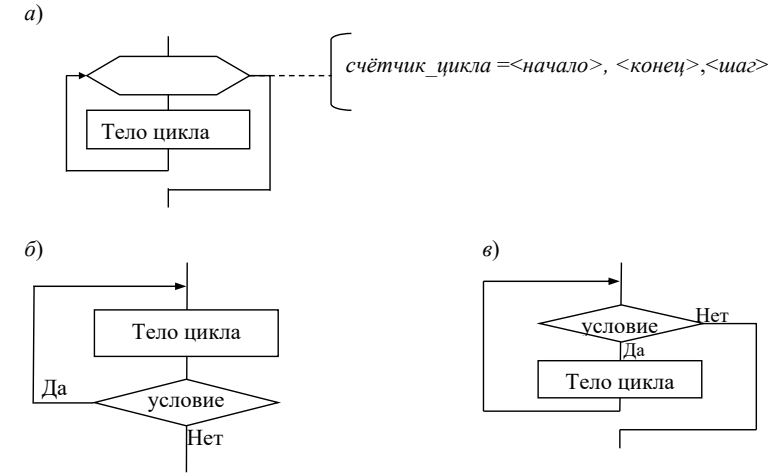 а)
счётчик_цикла =<начало>, <конец>,<шаг>
Тело цикла
б)
Тело цикла
Да
условие
Нет
в)
условие
Нет
Да
Тело цикла